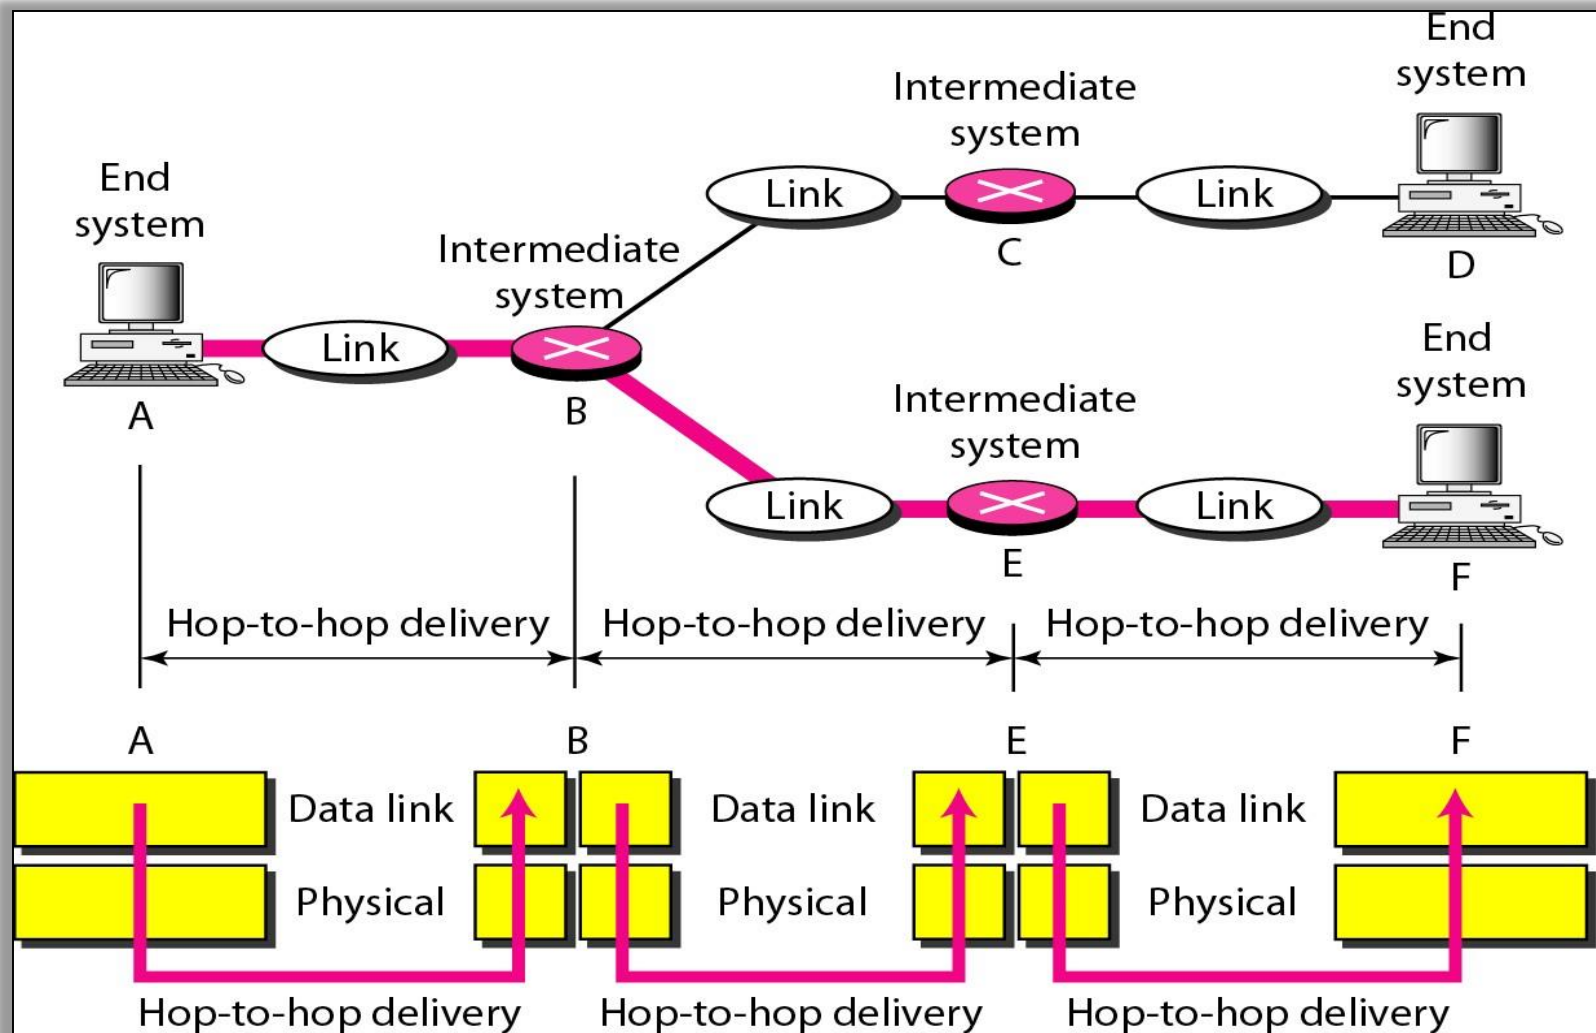 End
system
Intermediate
system
Link
Link
C
D
End
system
Intermediate
system
Link
A
B
End
system
Intermediate
system
Link
Link
E
F
Hop-to-hop delivery
Hop-to-hop delivery
Hop-to-hop delivery
A
B
E
F
Data link
Data link
Data link
Physical
Physical
Physical
Hop-to-hop delivery
Hop-to-hop delivery
Hop-to-hop delivery